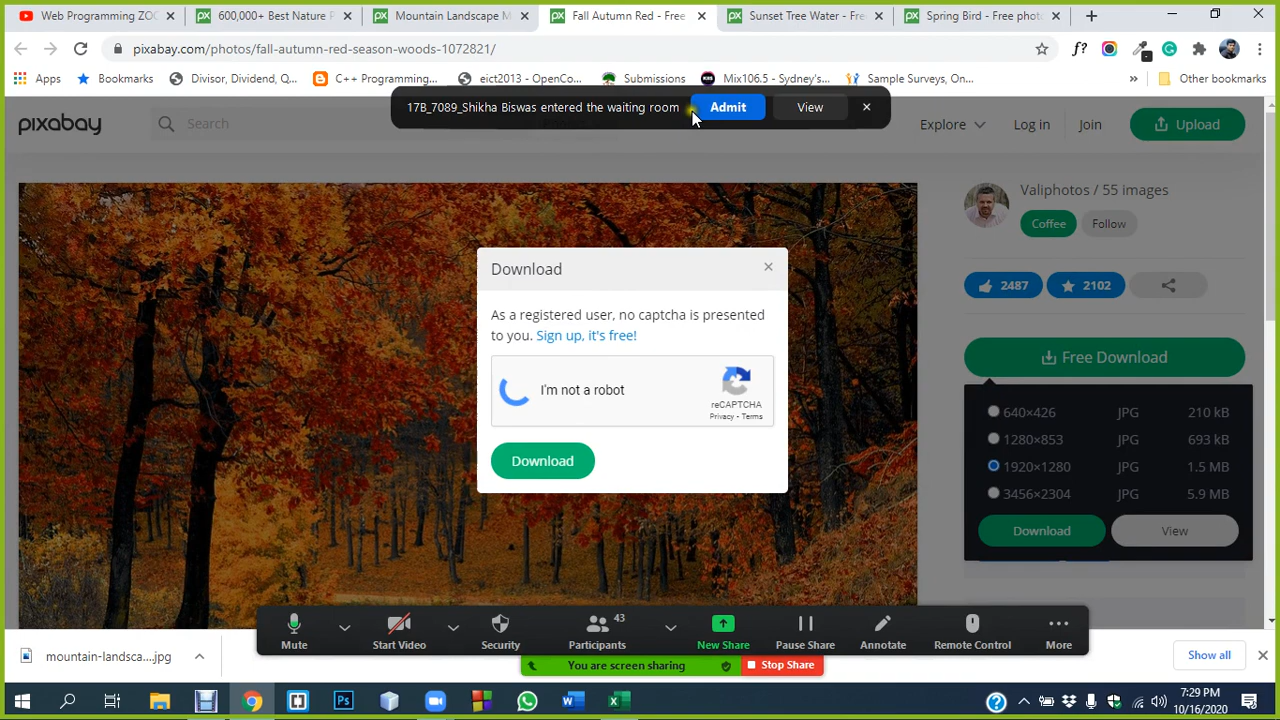 Web Programming ZOO
600,000+ Best Nature P
Mountain Landscape M
Fall Autumn Red - Free
Sunset Tree Water - Fre
Spring Bird - Free phot
pixabay.com/photos/fall-autumn-red-season-woods-1072821/
Apps
Bookmarks
Divisor, Dividend, Q...
C++ Programming...
eict2013 - OpenCo...
Submissions
Mix106.5 - Sydney's...
Sample Surveys, On...
Other bookmarks
17B_7089_Shikha Biswas entered the waiting room
Admit
View
pixabay
Search
Explore
Log in
Join
Upload
Valiphotos / 55 images
Coffee
Follow
2487
2102
Download
As a registered user, no captcha is presented
to you. Sign up, it's free!
I'm not a robot
reCAPTCHA
Privacy - Terms
Download
Free Download
640×426 JPG 210 kB
1280×853 JPG 693 kB
1920×1280 JPG 1.5 MB
3456×2304 JPG 5.9 MB
Download
View
Mute
Start Video
Security
Participants
43
New Share
Pause Share
Annotate
Remote Control
More
You are screen sharing
Stop Share
mountain-landsca....jpg
Show all
7:29 PM
10/16/2020